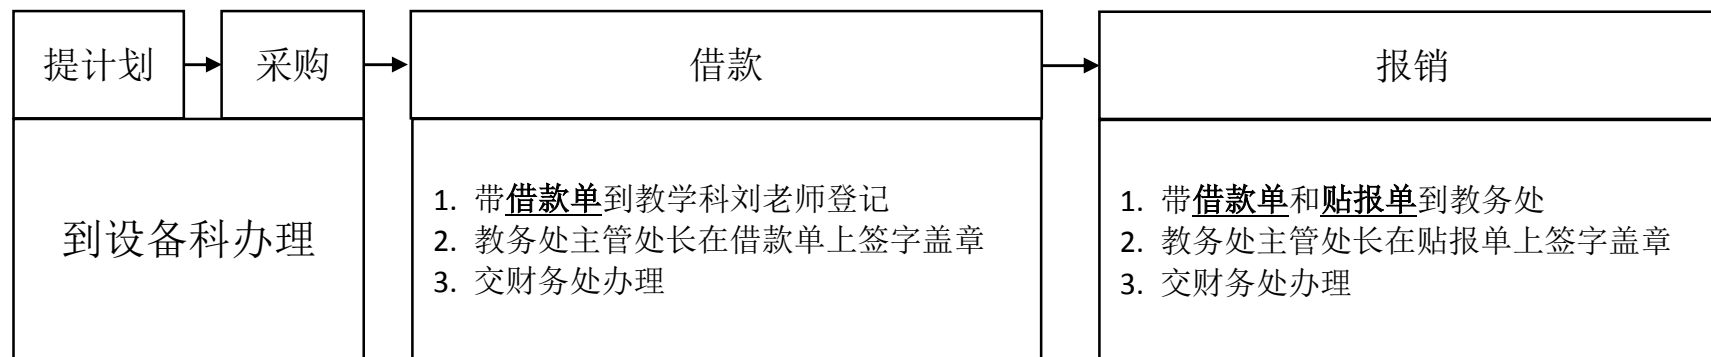 提计划
采购
借款
报销
到设备科办理
1. 带借款单到教学科刘老师登记
2. 教务处主管处长在借款单上签字盖章
3. 交财务处办理
1. 带借款单和贴报单到教务处
2. 教务处主管处长在贴报单上签字盖章
3. 交财务处办理